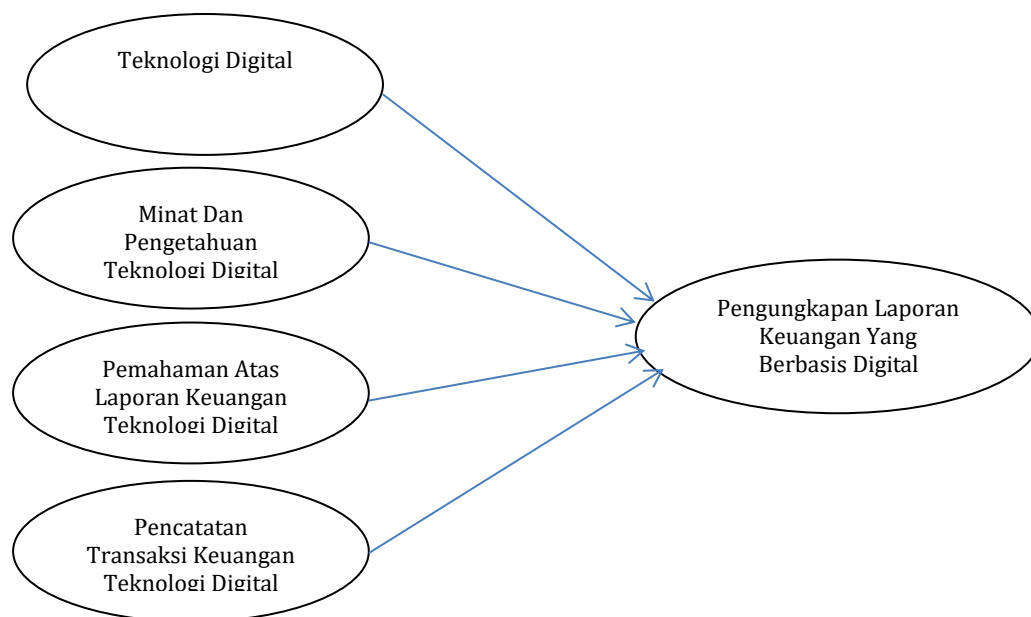 Teknologi Digital
Minat Dan
Pengetahuan
Teknologi Digital
Pemahaman Atas
Laporan Keuangan
Teknologi Digital
Pencatatan
Transaksi Keuangan
Teknologi Digital
Pengungkapan Laporan
Keuangan Yang
Berbasis Digital